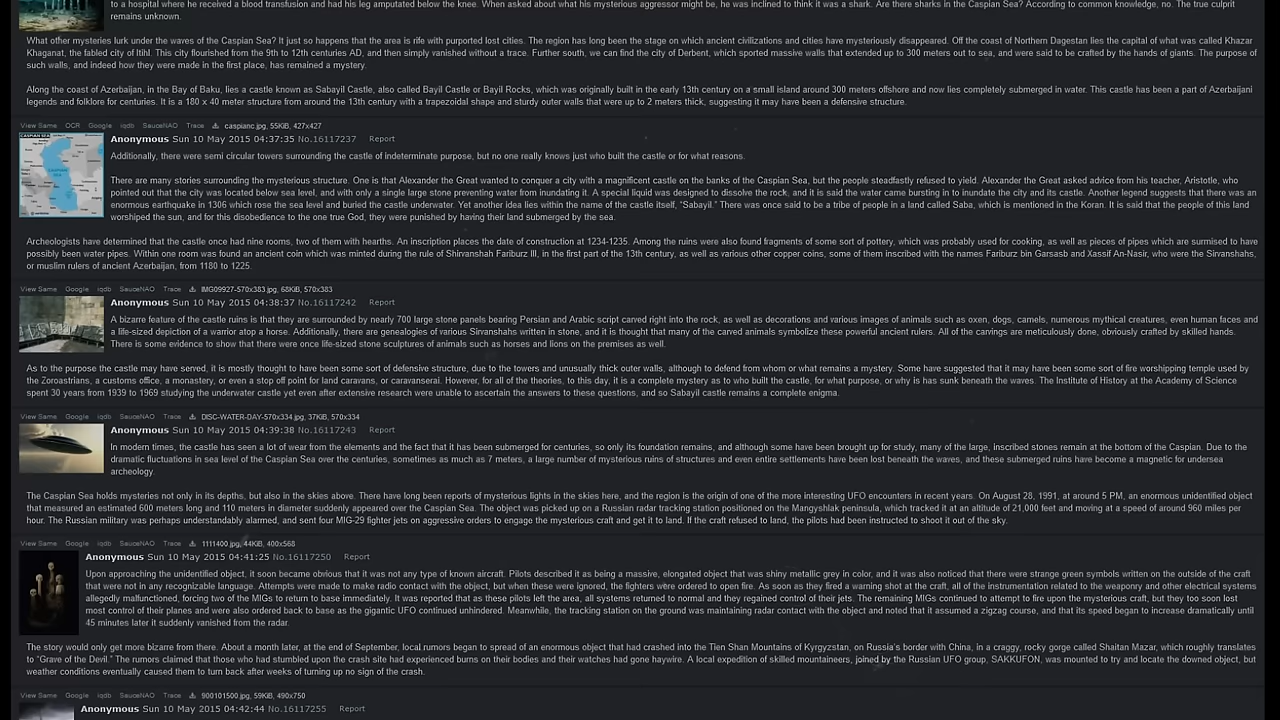 to a hospital where he received a blood transfusion and had his leg amputated below the knee. When asked about what his mysterious aggressor might be, he was inclined to think it was a shark. Are there sharks in the Caspian Sea? According to common knowledge, no. The true culprit
remains unknown.
What other mysteries lurk under the waves of the Caspian Sea? It just so happens that the area is rife with purported lost cities. The region has long been the stage on which ancient civilizations and cities have mysteriously disappeared. Off the coast of Northern Dagestan lies the capital of what was called Khazar
Khaganat, the fabled city of Itihl. This city flourished from the 9th to 12th centuries AD, and then simply vanished without a trace. Further south, we can find the city of Derbent, which sported massive walls that extended up to 300 meters out to sea, and were said to be crafted by the hands of giants. The purpose of
such walls, and indeed how they were made in the first place, has remained a mystery.
Along the coast of Azerbaijan, in the Bay of Baku, lies a castle known as Sabayil Castle, also called Bayil Castle or Bayil Rocks, which was originally built in the early 13th century on a small island around 300 meters offshore and now lies completely submerged in water. This castle has been a part of Azerbaijani
legends and folklore for centuries. It is a 180 x 40 meter structure from around the 13th century with a trapezoidal shape and sturdy outer walls that were up to 2 meters thick, suggesting it may have been a defensive structure.
View Same OCR Google iqdb SauceNAO Trace caspianc.jpg, 55KiB, 427x427
CASPIAN SEA
Anonymous Sun 10 May 2015 04:37:35 No.16117237 Report
Additionally, there were semi circular towers surrounding the castle of indeterminate purpose, but no one really knows just who built the castle or for what reasons.
There are many stories surrounding the mysterious structure. One is that Alexander the Great wanted to conquer a city with a magnificent castle on the banks of the Caspian Sea, but the people steadfastly refused to yield. Alexander the Great asked advice from his teacher, Aristotle, who
pointed out that the city was located below sea level, and with only a single large stone preventing water from inundating it. A special liquid was designed to dissolve the rock, and it is said the water came bursting in to inundate the city and its castle. Another legend suggests that there was an
enormous earthquake in 1306 which rose the sea level and buried the castle underwater. Yet another idea lies within the name of the castle itself, “Sabayil.” There was once said to be a tribe of people in a land called Saba, which is mentioned in the Koran. It is said that the people of this land
worshiped the sun, and for this disobedience to the one true God, they were punished by having their land submerged by the sea.
Archeologists have determined that the castle once had nine rooms, two of them with hearths. An inscription places the date of construction at 1234-1235. Among the ruins were also found fragments of some sort of pottery, which was probably used for cooking, as well as pieces of pipes which are surmised to have
possibly been water pipes. Within one room was found an ancient coin which was minted during the rule of Shirvanshah Fariburz III, in the first part of the 13th century, as well as various other copper coins, some of them inscribed with the names Fariburz bin Garsasb and Xassif An-Nasir, who were the Sirvanshahs,
or muslim rulers of ancient Azerbaijan, from 1180 to 1225.
View Same Google iqdb SauceNAO Trace IMG09927-570x383.jpg, 68KiB, 570x383
Anonymous Sun 10 May 2015 04:38:37 No.16117242 Report
A bizarre feature of the castle ruins is that they are surrounded by nearly 700 large stone panels bearing Persian and Arabic script carved right into the rock, as well as decorations and various images of animals such as oxen, dogs, camels, numerous mythical creatures, even human faces and
a life-sized depiction of a warrior atop a horse. Additionally, there are genealogies of various Sirvanshahs written in stone, and it is thought that many of the carved animals symbolize these powerful ancient rulers. All of the carvings are meticulously done, obviously crafted by skilled hands.
There is some evidence to show that there were once life-sized stone sculptures of animals such as horses and lions on the premises as well.
As to the purpose the castle may have served, it is mostly thought to have been some sort of defensive structure, due to the towers and unusually thick outer walls, although to defend from whom or what remains a mystery. Some have suggested that it may have been some sort of fire worshipping temple used by
the Zoroastrians, a customs office, a monastery, or even a stop off point for land caravans, or caravanserai. However, for all of the theories, to this day, it is a complete mystery as to who built the castle, for what purpose, or why is has sunk beneath the waves. The Institute of History at the Academy of Science
spent 30 years from 1939 to 1969 studying the underwater castle yet even after extensive research were unable to ascertain the answers to these questions, and so Sabayil castle remains a complete enigma.
View Same Google iqdb SauceNAO Trace DISC-WATER-DAY-570x334.jpg, 37KiB, 570x334
Anonymous Sun 10 May 2015 04:39:38 No.16117243 Report
In modern times, the castle has seen a lot of wear from the elements and the fact that it has been submerged for centuries, so only its foundation remains, and although some have been brought up for study, many of the large, inscribed stones remain at the bottom of the Caspian. Due to the
dramatic fluctuations in sea level of the Caspian Sea over the centuries, sometimes as much as 7 meters, a large number of mysterious ruins of structures and even entire settlements have been lost beneath the waves, and these submerged ruins have become a magnetic for undersea
archeology.
The Caspian Sea holds mysteries not only in its depths, but also in the skies above. There have long been reports of mysterious lights in the skies here, and the region is the origin of one of the more interesting UFO encounters in recent years. On August 28, 1991, at around 5 PM, an enormous unidentified object
that measured an estimated 600 meters long and 110 meters in diameter suddenly appeared over the Caspian Sea. The object was picked up on a Russian radar tracking station positioned on the Mangyshlak peninsula, which tracked it at an altitude of 21,000 feet and moving at a speed of around 960 miles per
hour. The Russian military was perhaps understandably alarmed, and sent four MIG-29 fighter jets on aggressive orders to engage the mysterious craft and get it to land. If the craft refused to land, the pilots had been instructed to shoot it out of the sky.
View Same Google iqdb SauceNAO Trace 1111400.jpg, 44KiB, 400x568
Anonymous Sun 10 May 2015 04:41:25 No.16117250 Report
Upon approaching the unidentified object, it soon became obvious that it was not any type of known aircraft. Pilots described it as being a massive, elongated object that was shiny metallic grey in color, and it was also noticed that there were strange green symbols written on the outside of the craft
that were not in any recognizable language. Attempts were made to make radio contact with the object, but when these were ignored, the fighters were ordered to open fire. As soon as they fired a warning shot at the craft, all of the instrumentation related to the weaponry and other electrical systems
allegedly malfunctioned, forcing two of the MIGs to return to base immediately. It was reported that as these pilots left the area, all systems returned to normal and they regained control of their jets. The remaining MIGs continued to attempt to fire upon the mysterious craft, but they too soon lost
most control of their planes and were also ordered back to base as the gigantic UFO continued unhindered. Meanwhile, the tracking station on the ground was maintaining radar contact with the object and noted that it assumed a zigzag course, and that its speed began to increase dramatically until
45 minutes later it suddenly vanished from the radar.
The story would only get more bizarre from there. About a month later, at the end of September, local rumors began to spread of an enormous object that had crashed into the Tien Shan Mountains of Kyrgyzstan, on Russia's border with China, in a craggy, rocky gorge called Shaitan Mazar, which roughly translates
to “Grave of the Devil.” The rumors claimed that those who had stumbled upon the crash site had experienced burns on their bodies and their watches had gone haywire. A local expedition of skilled mountaineers, joined by the Russian UFO group, SAKKUFON, was mounted to try and locate the downed object, but
weather conditions eventually caused them to turn back after weeks of turning up no sign of the crash.
View Same Google iqdb SauceNAO Trace 900101500.jpg, 59KiB, 490x750
Anonymous Sun 10 May 2015 04:42:44 No.16117255 Report